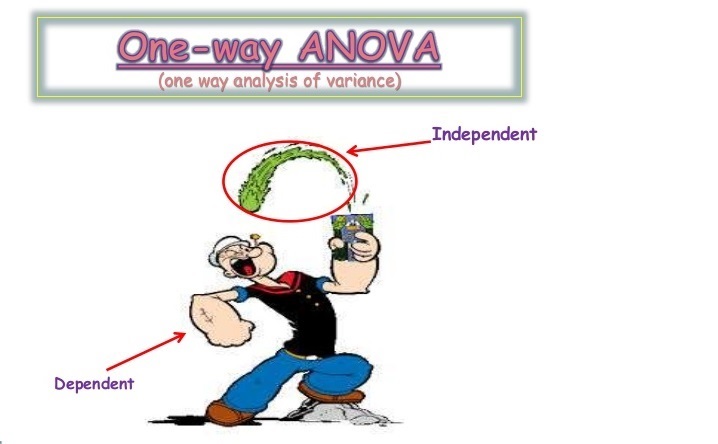 One-way ANOVA
(one way analysis of variance)
Independent
Dependent